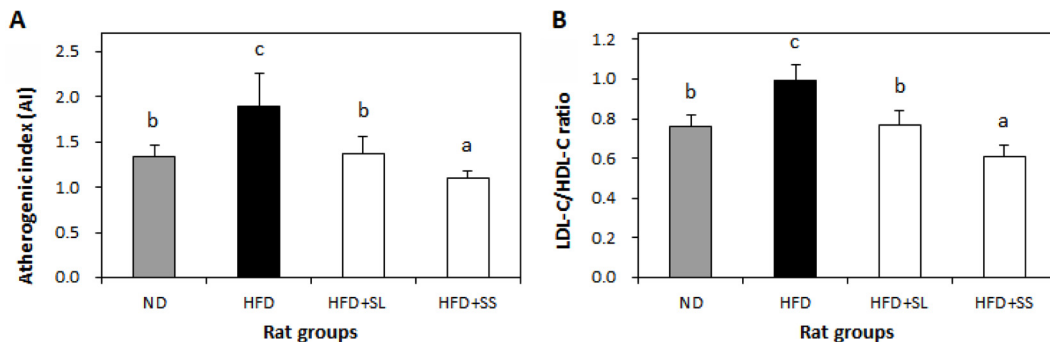 A
Atherogenic index (AI)
2.5
2.0
1.5
1.0
0.5
0.0
b
c
b
a
ND
HFD
HFD+SL
HFD+SS
Rat groups
B
LDL-C/HDL-C ratio
1.2
1.0
0.8
0.6
0.4
0.2
0.0
b
c
b
a
ND
HFD
HFD+SL
HFD+SS
Rat groups